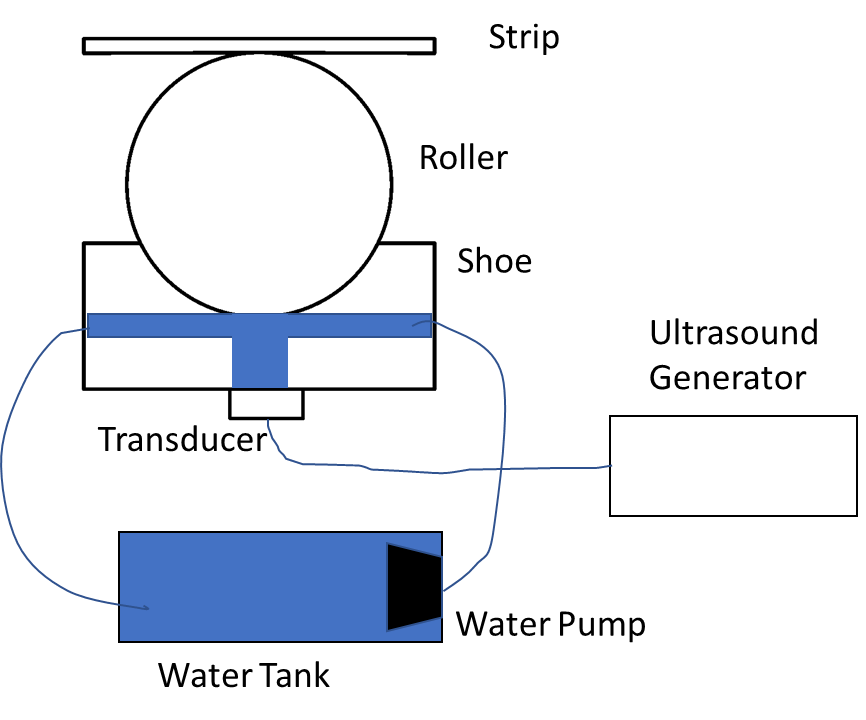 Strip
Roller
Shoe
Ultrasound
Generator
Transducer
Water Pump
Water Tank